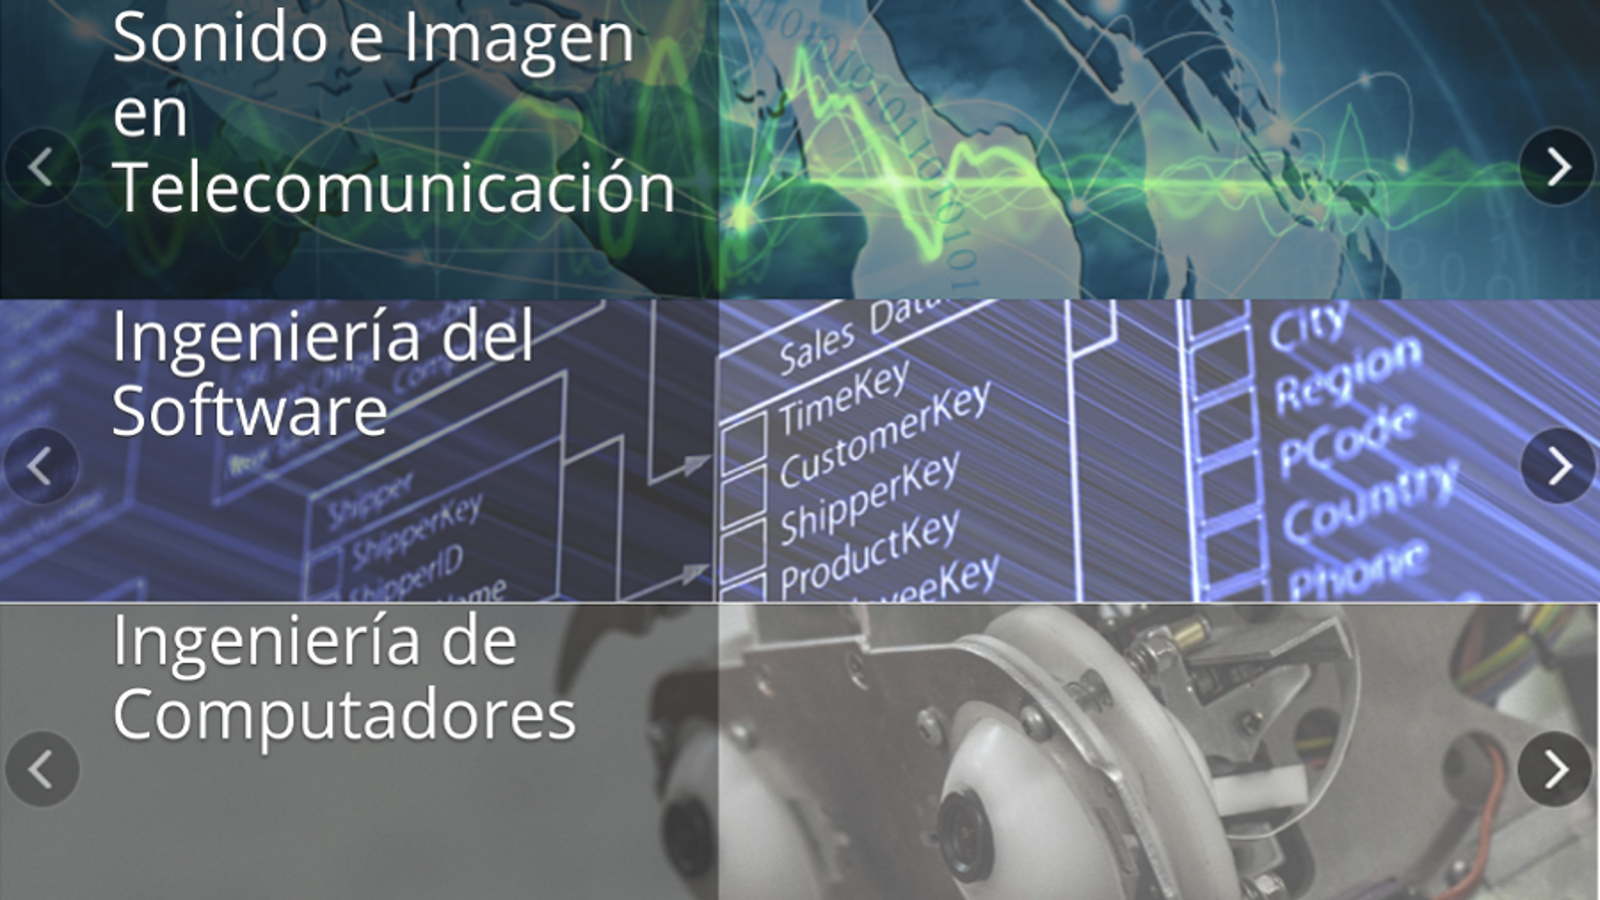 Sonido e Imagen
en
Telecomunicación
Ingeniería del
Software
Sales Data
TimeKey
CustomerKey
ShipperKey
ProductKey
Shipper
ShipperKey
ShipperID
City
Region
PCode
Country
Phone
Ingeniería de
Computadores